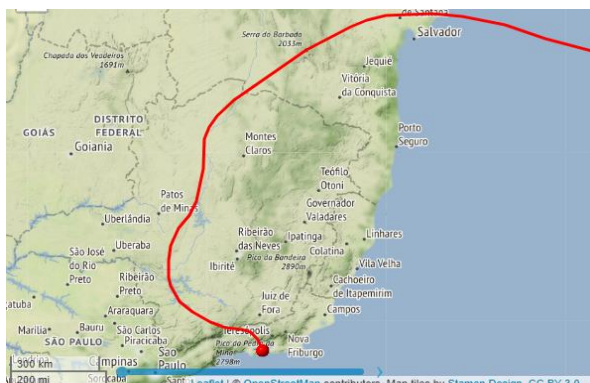 de Santana
Salvador
Serra do Barbado
2033m
Chapada dos Veadeiros
1691m
Jequié
Vitória
da Conquista
DISTRITO
FEDERAL
GOIÁS
Goiania
Montes
Claros
Porto
Seguro
Teófilo
Otoni
Patos
de Minas
Governador
Valadares
Uberlândia
Ribeirão
das Neves
Ipatinga
Linhares
Colatina
Uberaba
São José
do Rio
Preto
Pico da Bandeira
2890m
Ibirité
Vila Velha
Ribeirão
Preto
Cachoeiro
de Itapemirim
Juiz de
Fora
Campos
Araraquara
Marília
Bauru
São Carlos
Piracicaba
Teresópolis
SÃO PAULO
Nova
Friburgo
2798m
300 km
200 mi
Campinas
Sao
Paulo
Sorocaba
Leaflet | © OpenStreetMap contributors, Map tiles by Stamen Design, CC BY 3.0